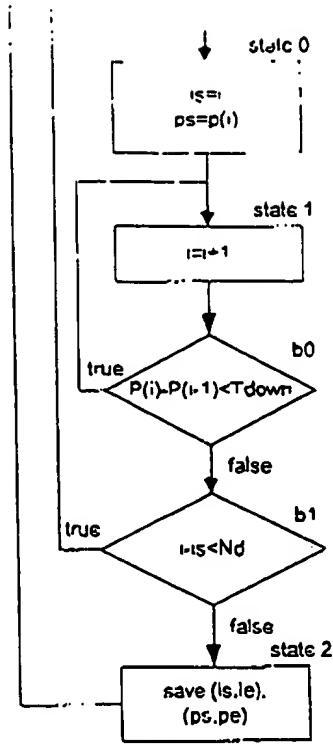 state 0
is=i
ps=p(i)
state 1
i=i+1
b0
true
P(i)-P(i-1)<Tdown
false
b1
true
i-is<Nd
false
state 2
save (is,ie),
(ps,pe)